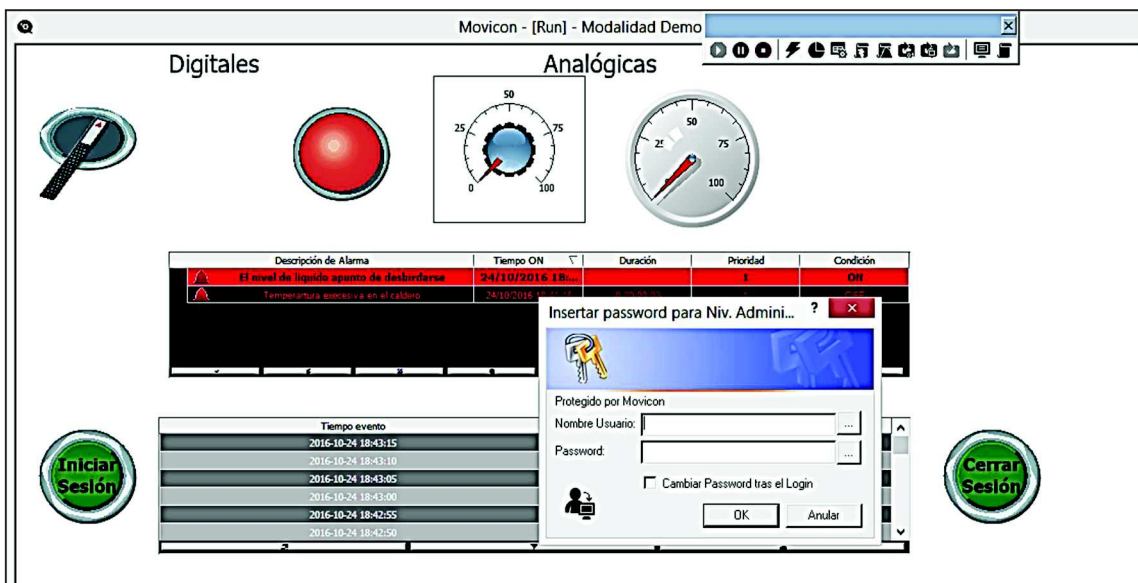 Movicon - [Run] - Modalidad Demo
Digitales
Analógicas
50
25
75
0
100
50
75
100
Descripción de Alarma Tiempo ON Duración Prioridad Condición
El nivel de liquido apunto de desbirdarse 24/10/2016 18:... 1 Off
en el caldero 24/10/2016
Insertar password para Niv. Admini... ?
Protegido por Movicon
Nombre Usuario: ...
Password: ...
Cambiar Password tras el Login
OK Anular
Tiempo evento
2016-10-24 18:43:15
2016-10-24 18:43:10
2016-10-24 18:43:05
2016-10-24 18:43:00
2016-10-24 18:42:55
2016-10-24 18:42:50
Iniciar
Sesión
Cerrar
Sesión